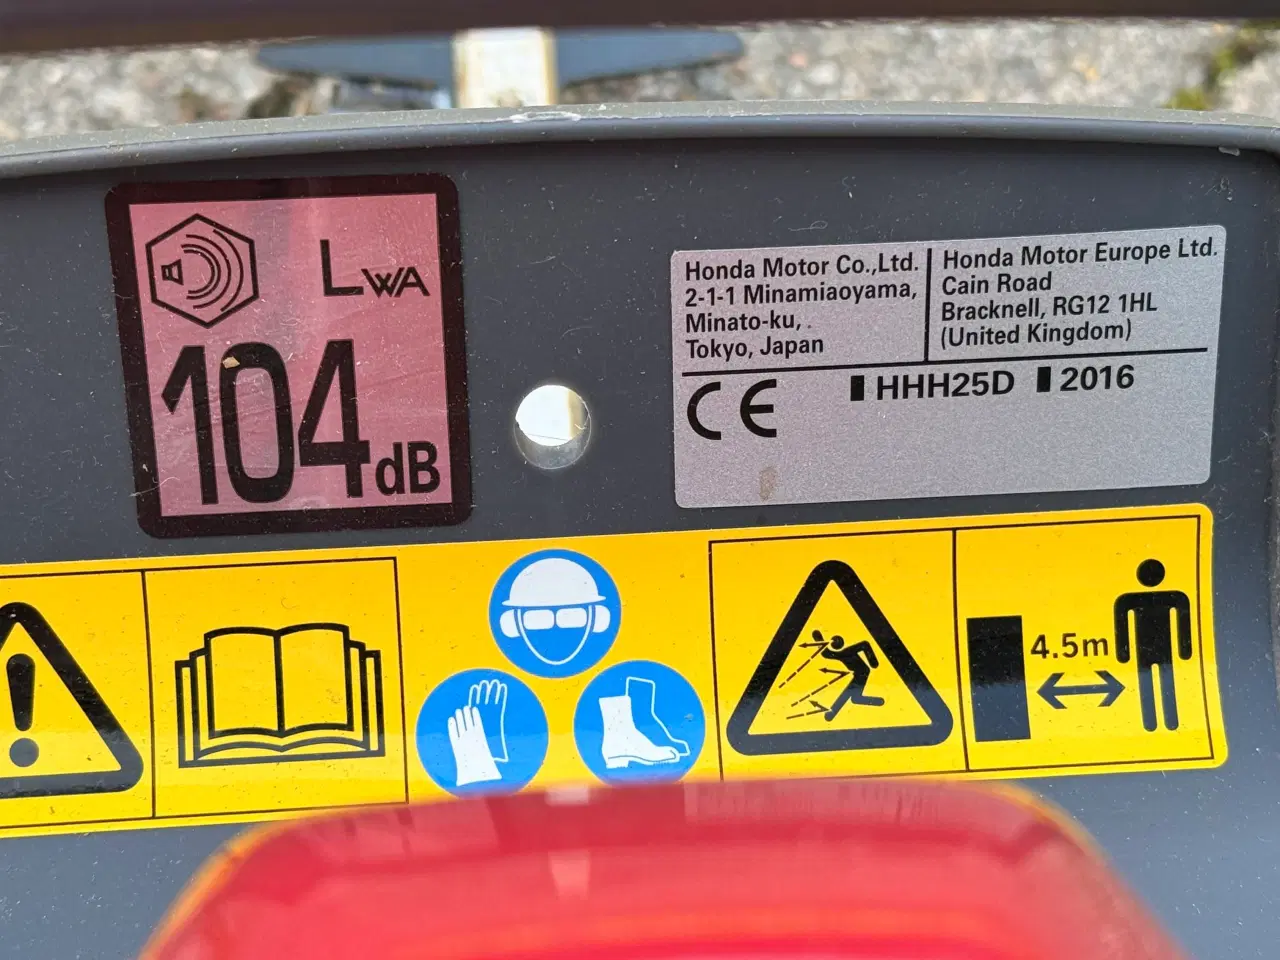 LWA
104dB
Honda Motor Co.,Ltd.
2-1-1 Minamiaoyama,
Minato-ku,
Tokyo, Japan
Honda Motor Europe Ltd.
Cain Road
Bracknell, RG12 1HL
(United Kingdom)
CE
HHH25D
2016
4.5m